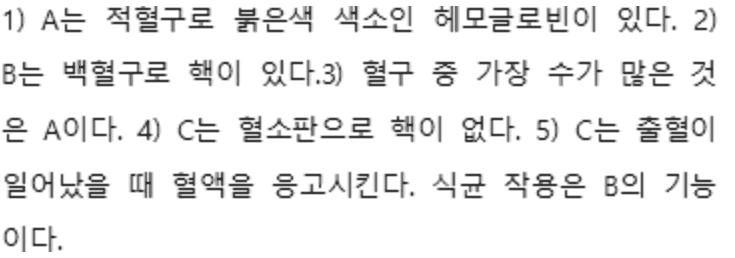 1) A는 적혈구로 붉은색 색소인 헤모글로빈이 있다. 2)
B는 백혈구로 핵이 있다.3) 혈구 중 가장 수가 많은 것
은 A이다. 4) C는 혈소판으로 핵이 없다. 5) C는 출혈이
일어났을 때 혈액을 응고시킨다. 식균 작용은 B의 기능
이다.